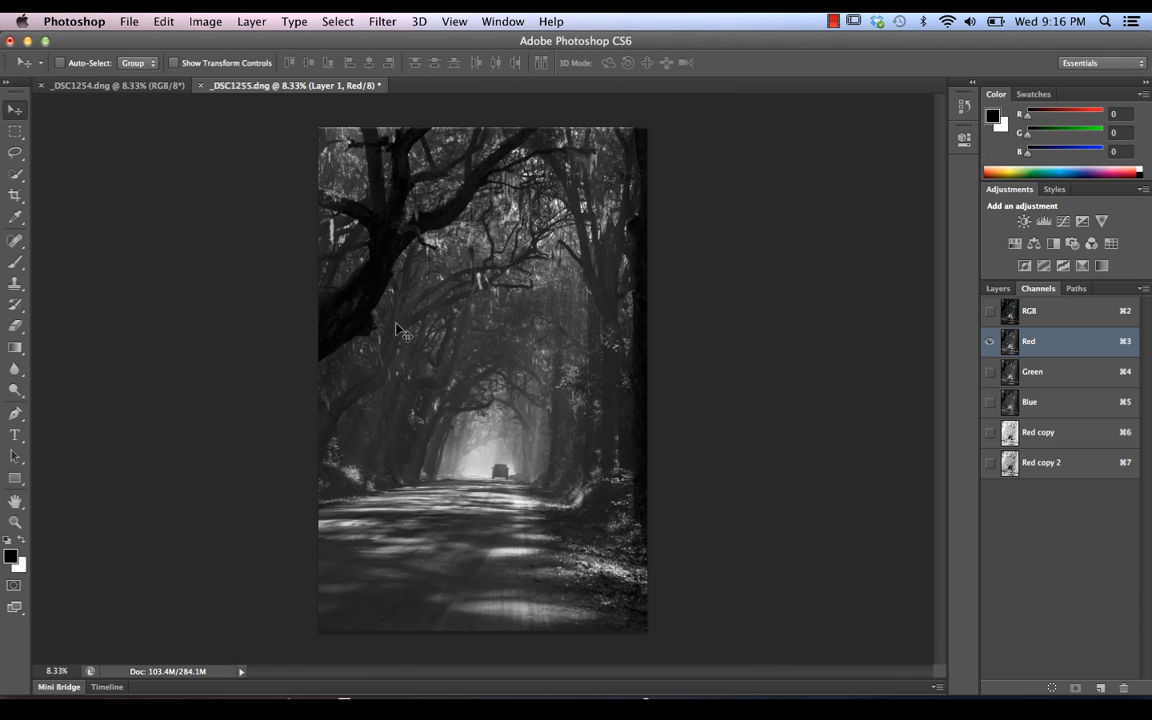 Photoshop File Edit Image Layer Type Select Filter 3D View Window Help Wed 9:16 PM
Adobe Photoshop CS6
Auto-Select: Group Show Transform Controls 3D Mode: Essentials
× _DSC1254.dng @ 8.33% (RGB/8*) × _DSC1255.dng @ 8.33% (Layer 1, Red/8) *
Color Swatches
R 0
G 0
B 0
Adjustments Styles
Add an adjustment
Layers Channels Paths
RGB ⌘2
Red ⌘3
Green ⌘4
Blue ⌘5
Red copy ⌘6
Red copy 2 ⌘7
8.33% Doc: 103.4M/284.1M
Mini Bridge Timeline